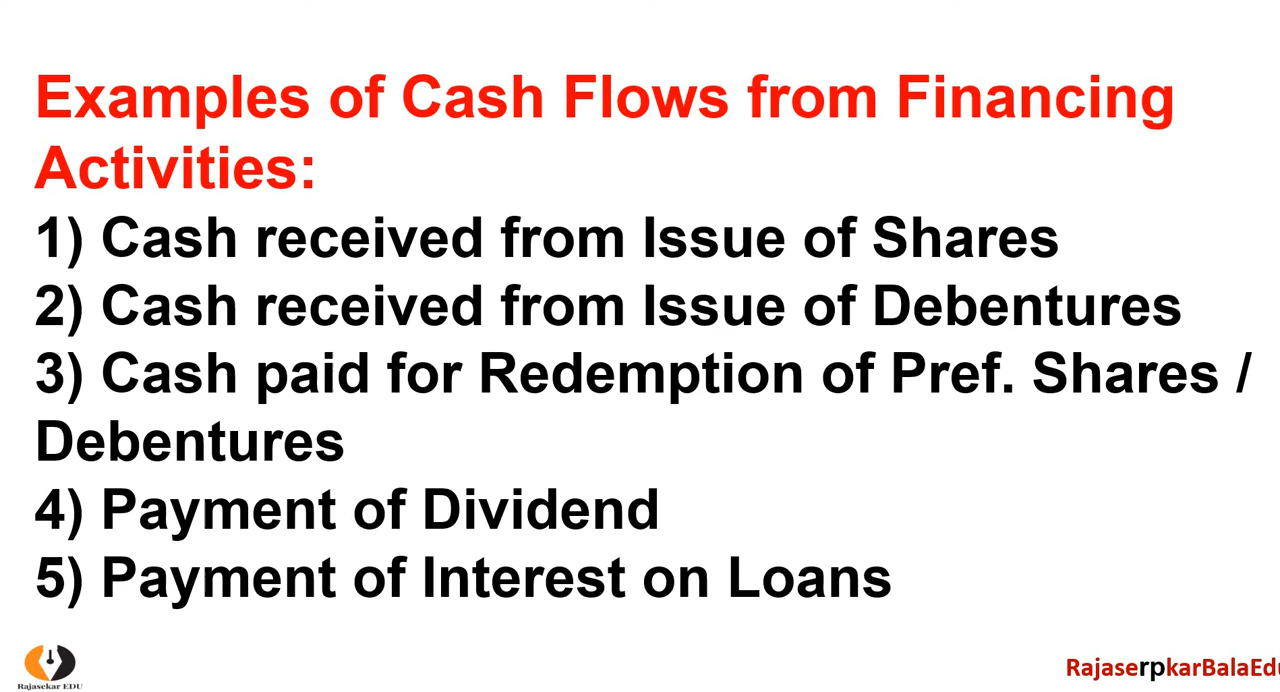 Examples of Cash Flows from Financing
Activities:
1) Cash received from Issue of Shares
2) Cash received from Issue of Debentures
3) Cash paid for Redemption of Pref. Shares /
Debentures
4) Payment of Dividend
5) Payment of Interest on Loans
Rajasekar EDU
RajaserpkarBalaEdu